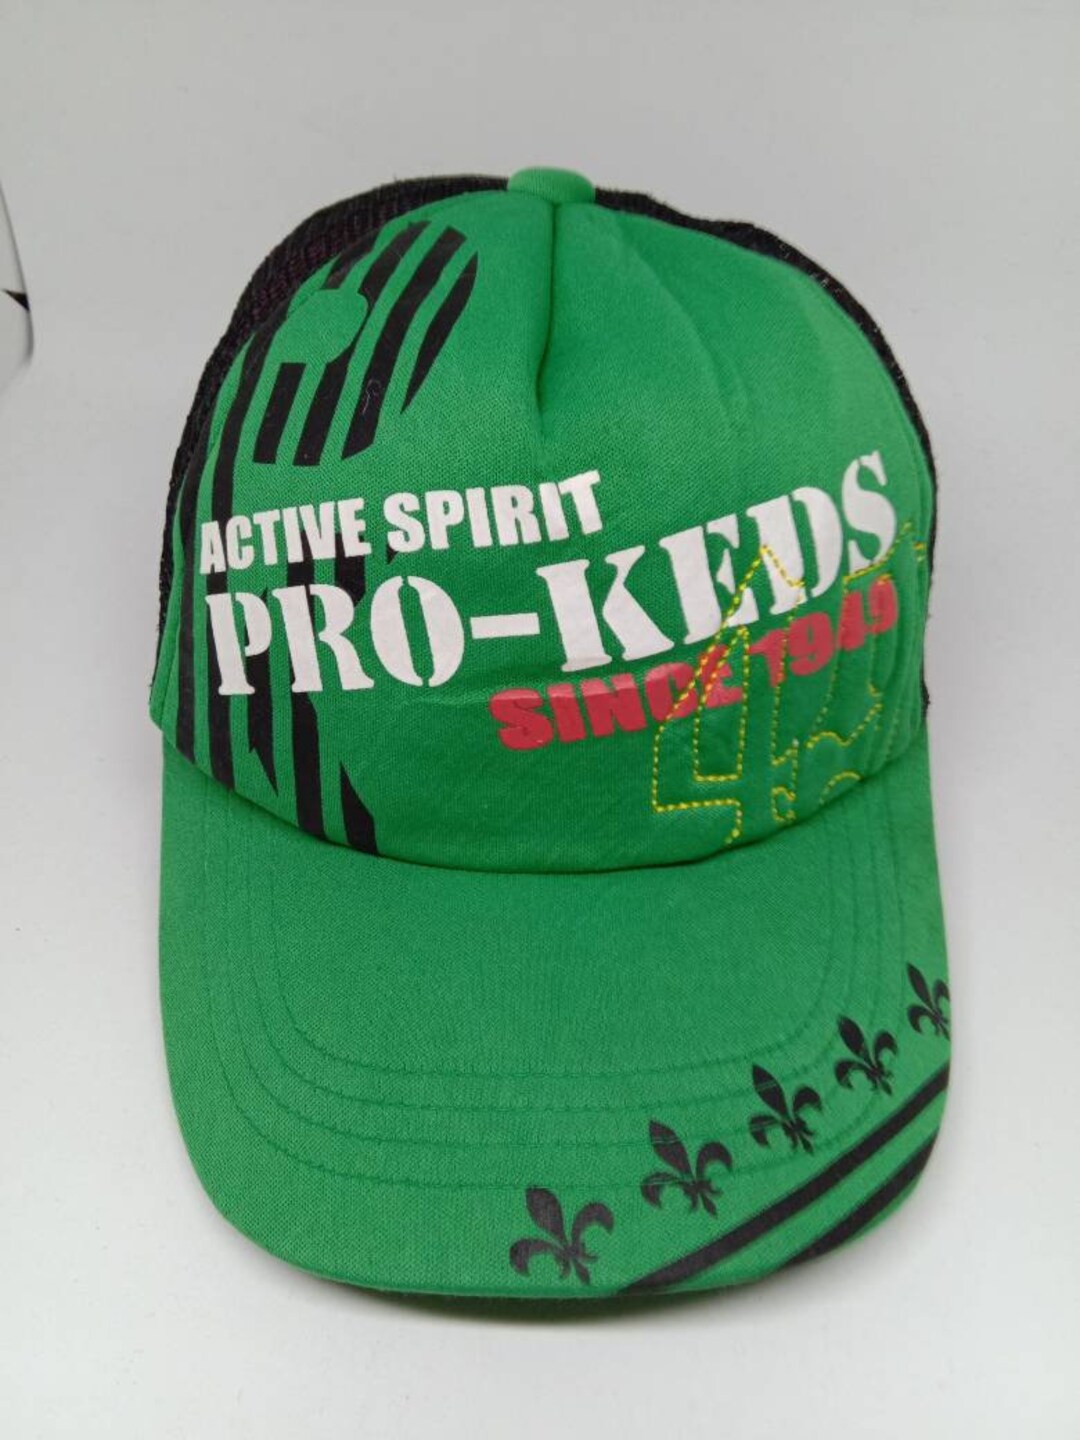 ACTIVE SPIRIT
PRO-KEDS
SINCE 1949